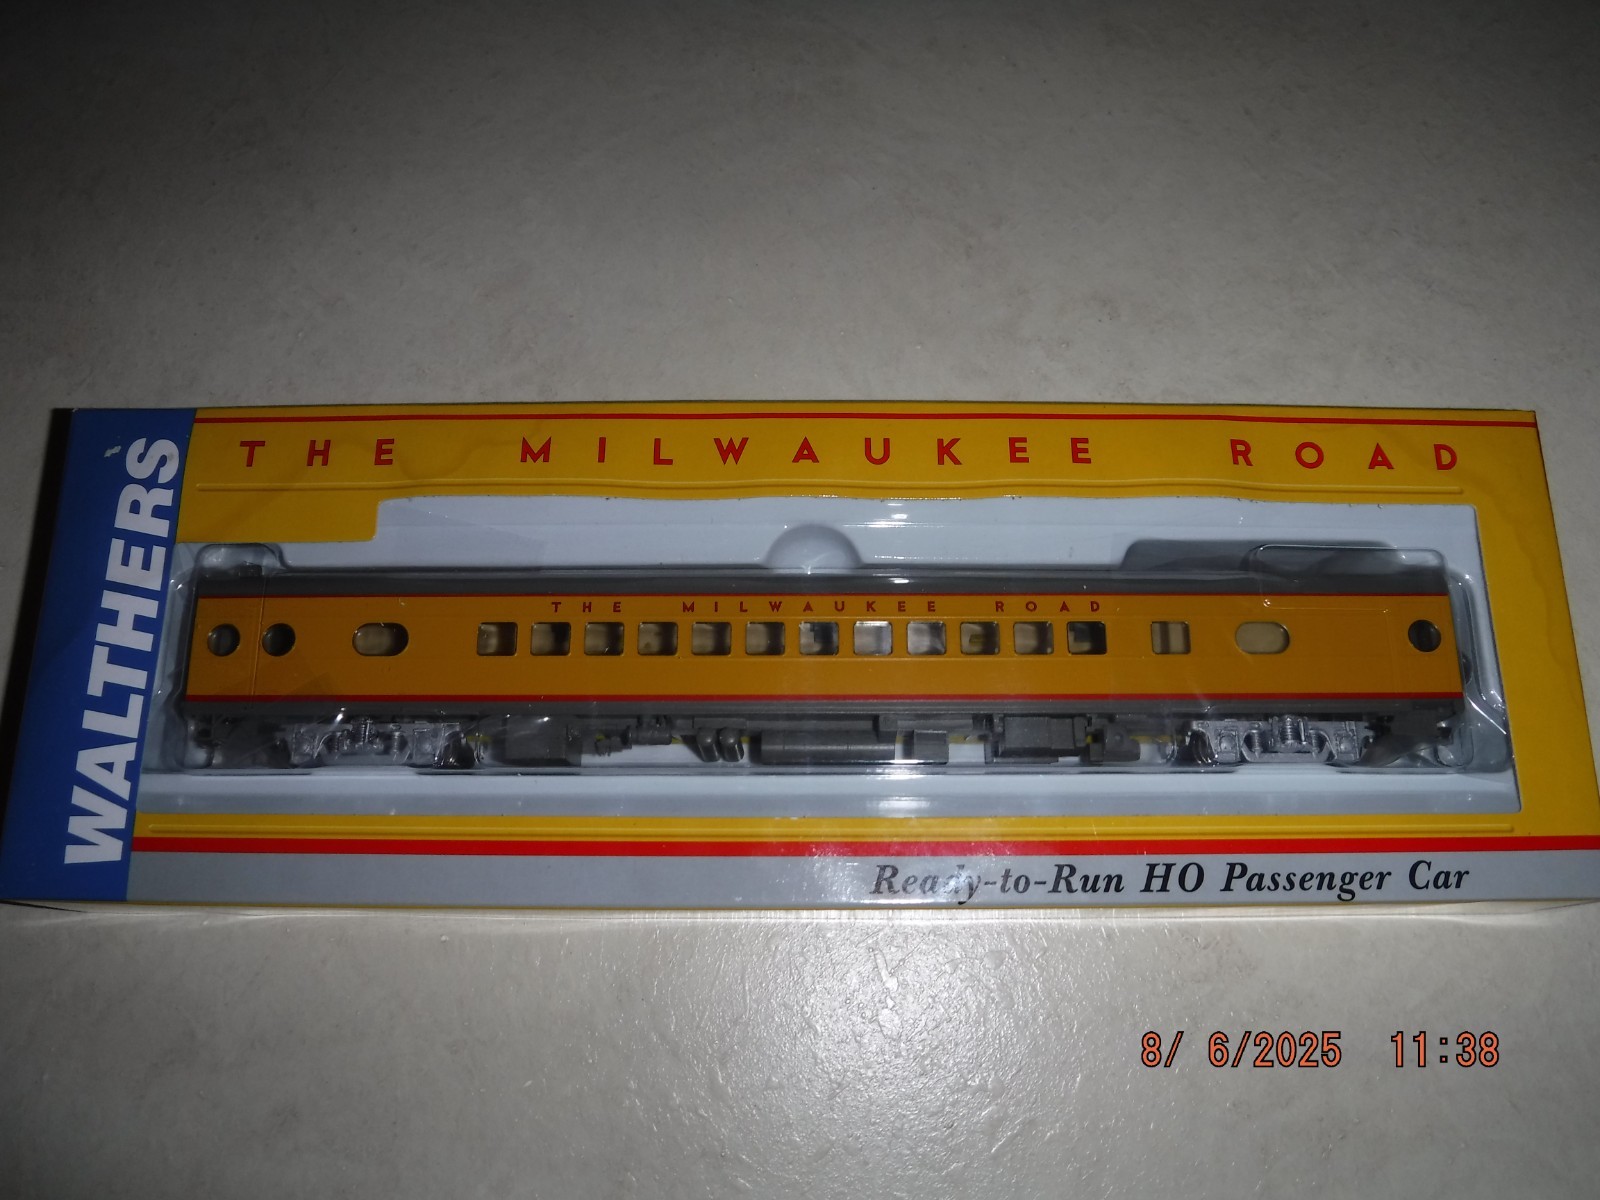 WALTHERS
THE MILWAUKEE ROAD
THE MILWAUKEE ROAD
Ready-to-Run HO Passenger Car
8/ 6/2025 11:38